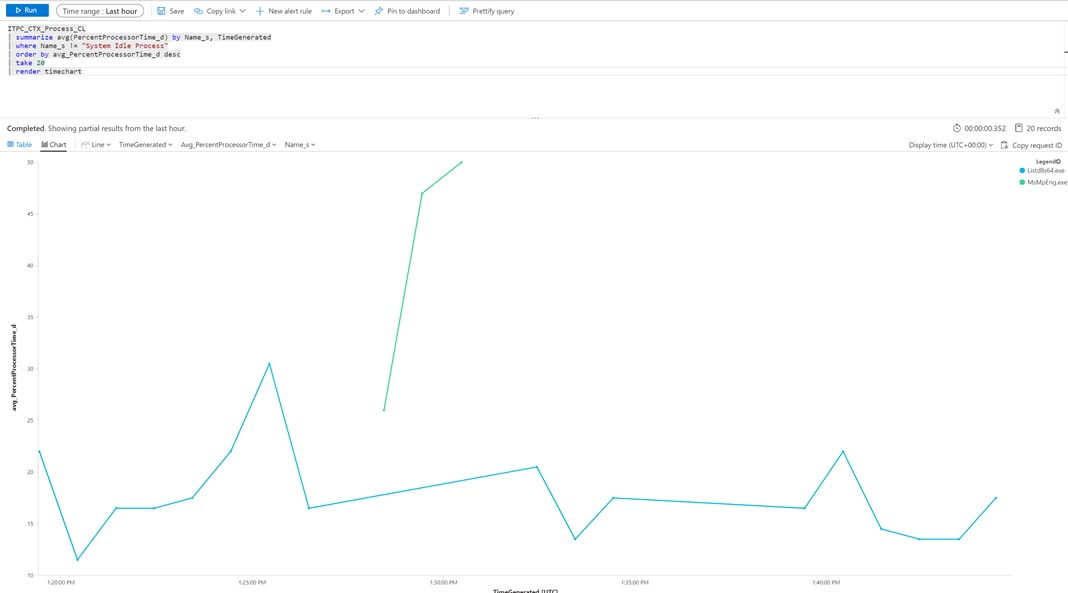 Run Time range : Last hour Save Copy link New alert rule Export Pin to dashboard Prettify query
ITPC_CTX_Process_CL
| summarize avg(PercentProcessorTime_d) by Name_s, TimeGenerated
| where Name_s != "System Idle Process"
| order by avg_PercentProcessorTime_d desc
| take 20
| render timechart
...
Completed. Showing partial results from the last hour. 00:00:00.352 20 records
Table Chart Line TimeGenerated Avg_PercentProcessorTime_d Name_s Display time (UTC+00:00) Copy request ID
50
45
40
35
30
25
20
15
10
avg_PercentProcessorTime_d
Legend
Listdlls64.exe
MsMpEng.exe
1:20:00 PM 1:25:00 PM 1:30:00 PM 1:35:00 PM 1:40:00 PM
TimeGenerated [UTC]